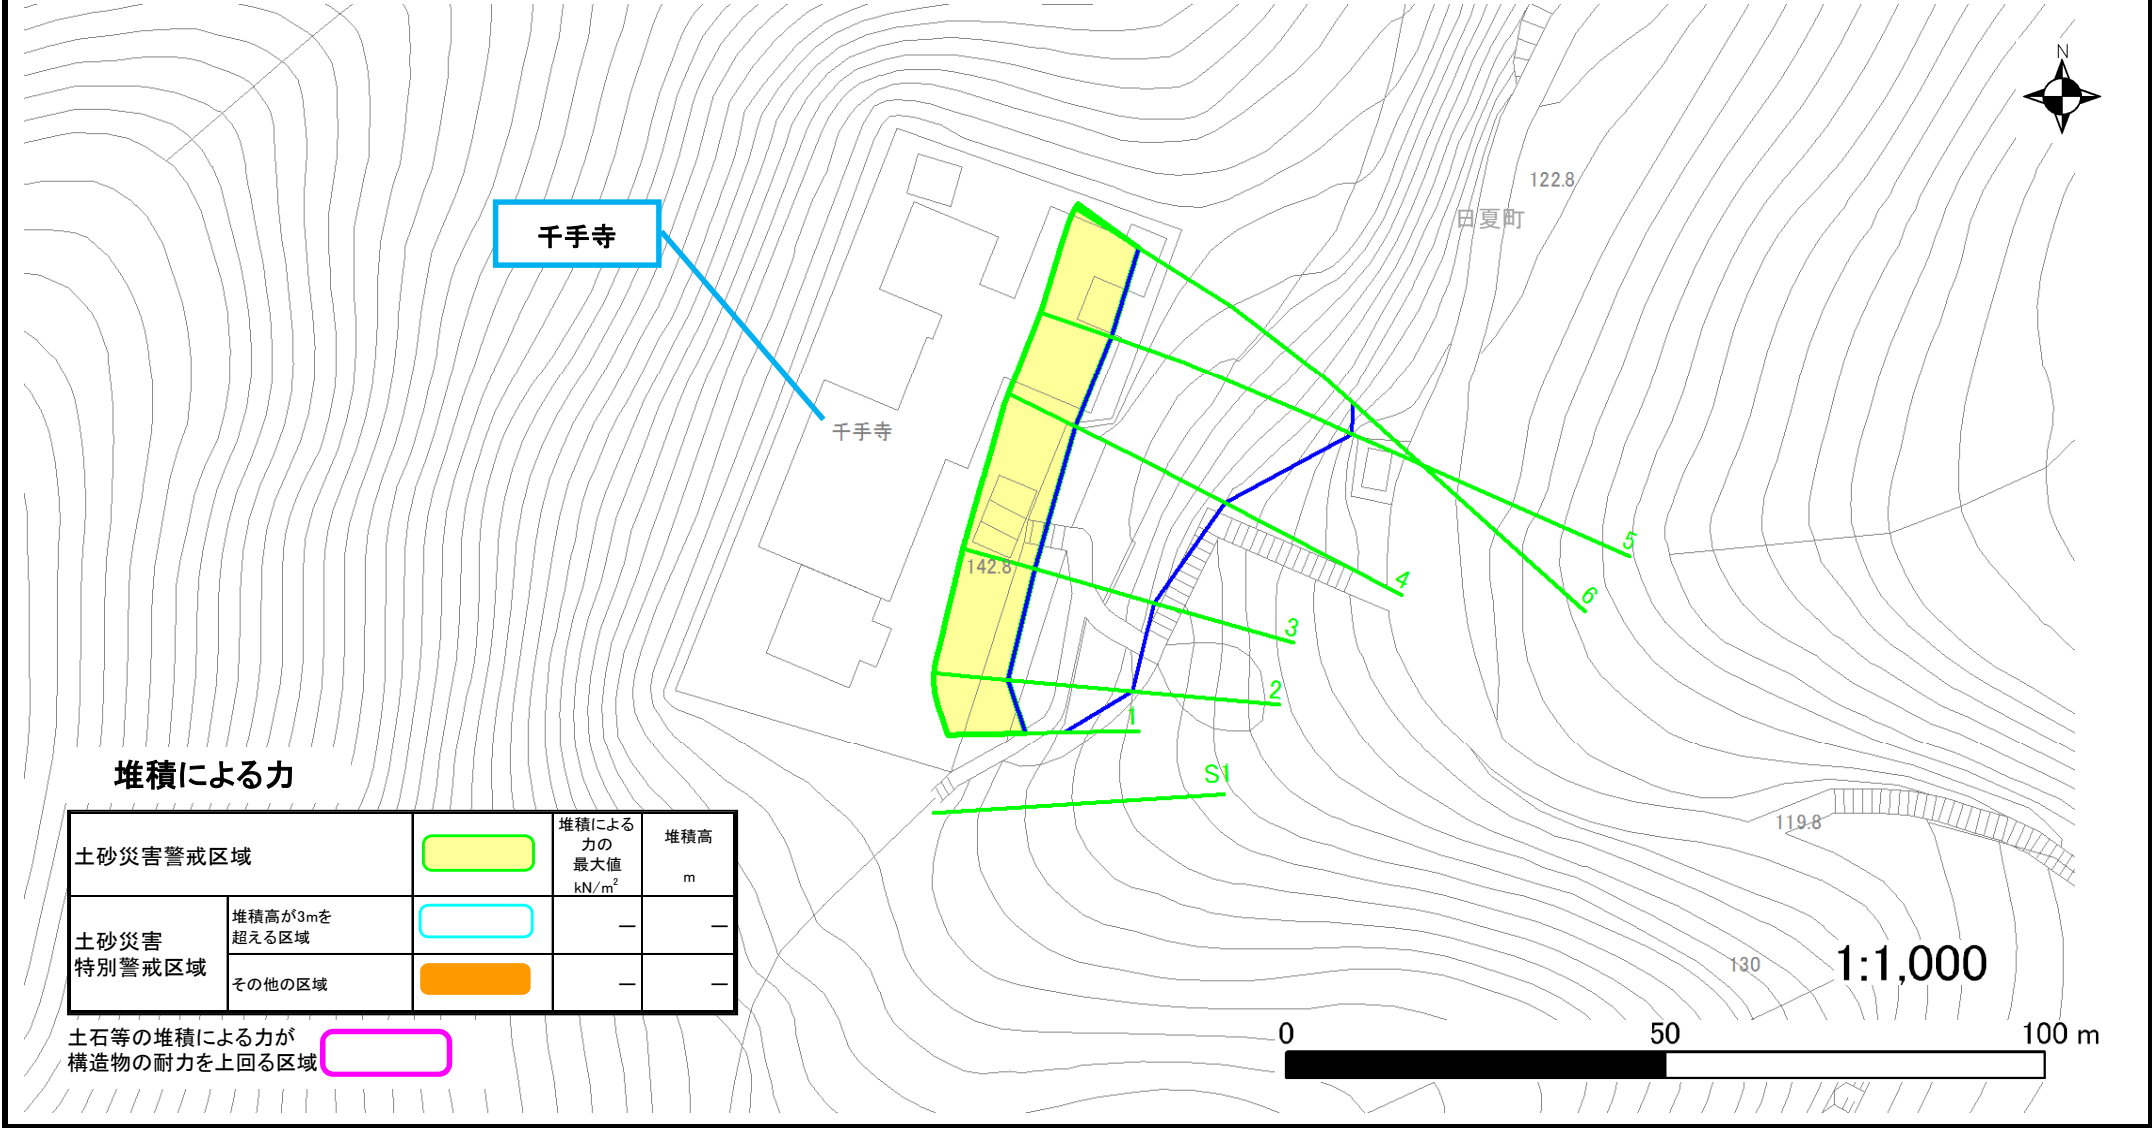 N
122.8
日夏町
千手寺
千手寺
142.8
5
6
4
3
2
1
S1
119.8
130
堆積による力
土砂災害警戒区域
堆積による
力の
最大値
kN/m²
堆積高
m
土砂災害
特別警戒区域
堆積高が3mを
超える区域
―
―
その他の区域
―
―
土石等の堆積による力が
構造物の耐力を上回る区域
1:1,000
0 50 100 m